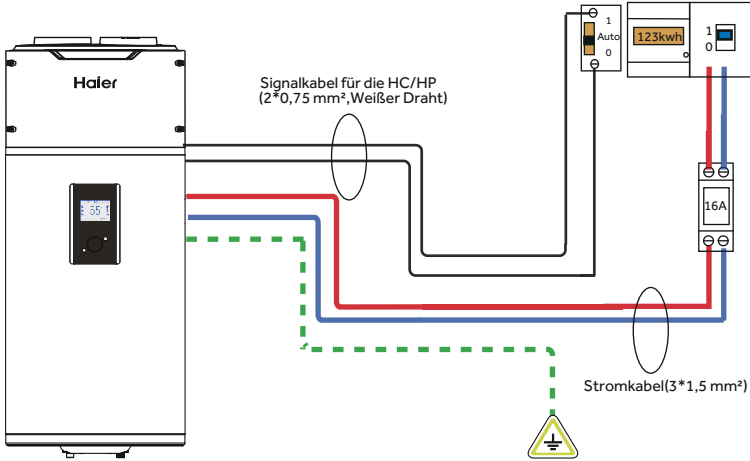 Haier
55
Signalkabel für die HC/HP
(2*0,75 mm²,Weißer Draht)
1
Auto
0
123kwh
1
0
16A
Stromkabel(3*1,5 mm²)